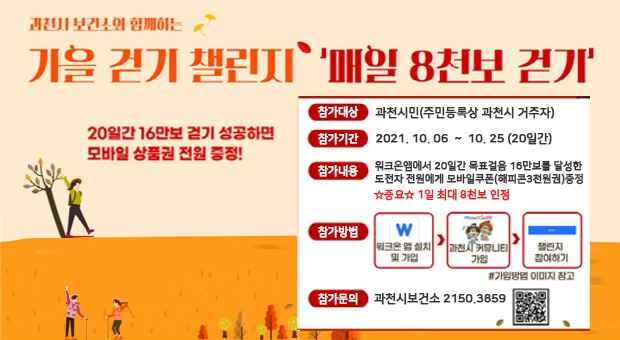 과천시 보건소와 함께하는
가을 걷기 챌린지 '매일 8천보 걷기'
20일간 16만보 걷기 성공하면
모바일 상품권 전원 증정!
참가대상 과천시민(주민등록상 과천시 거주자)
참가기간 2021. 10. 06 ~ 10. 25 (20일간)
참가내용 워크온앱에서 20일간 목표걸음 16만보를 달성한
도전자 전원에게 모바일쿠폰(해피콘3천원권)증정
☆중요☆ 1일 최대 8천보 인정
참가방법
W
워크온 앱 설치
및 가입
과천시 커뮤니티
가입
챌린지
참여하기
#가입방법 이미지 참고
참가문의 과천시보건소 2150.3859